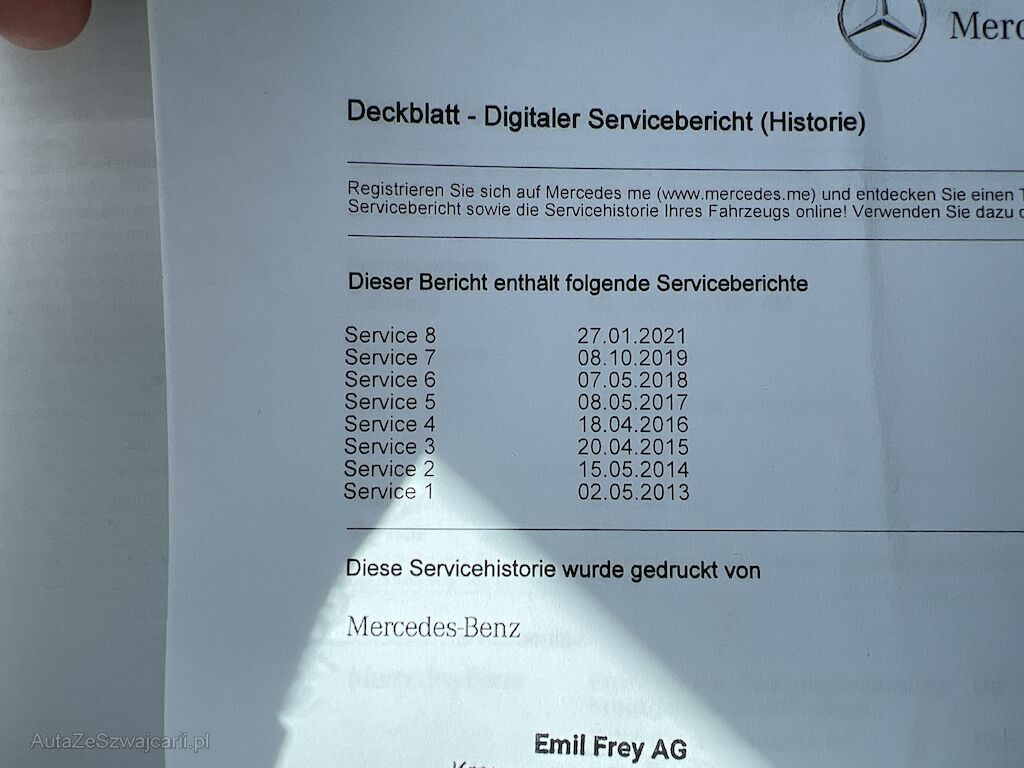 Merc
Deckblatt - Digitaler Servicebericht (Historie)
Registrieren Sie sich auf Mercedes me (www.mercedes.me) und entdecken Sie einen T
Servicebericht sowie die Servicehistorie Ihres Fahrzeugs online! Verwenden Sie dazu d
Dieser Bericht enthält folgende Serviceberichte
Service 8 27.01.2021
Service 7 08.10.2019
Service 6 07.05.2018
Service 5 08.05.2017
Service 4 18.04.2016
Service 3 20.04.2015
Service 2 15.05.2014
Service 1 02.05.2013
Diese Servicehistorie wurde gedruckt von
Mercedes-Benz
Emil Frey AG
AutaZeSzwajcarii.pl